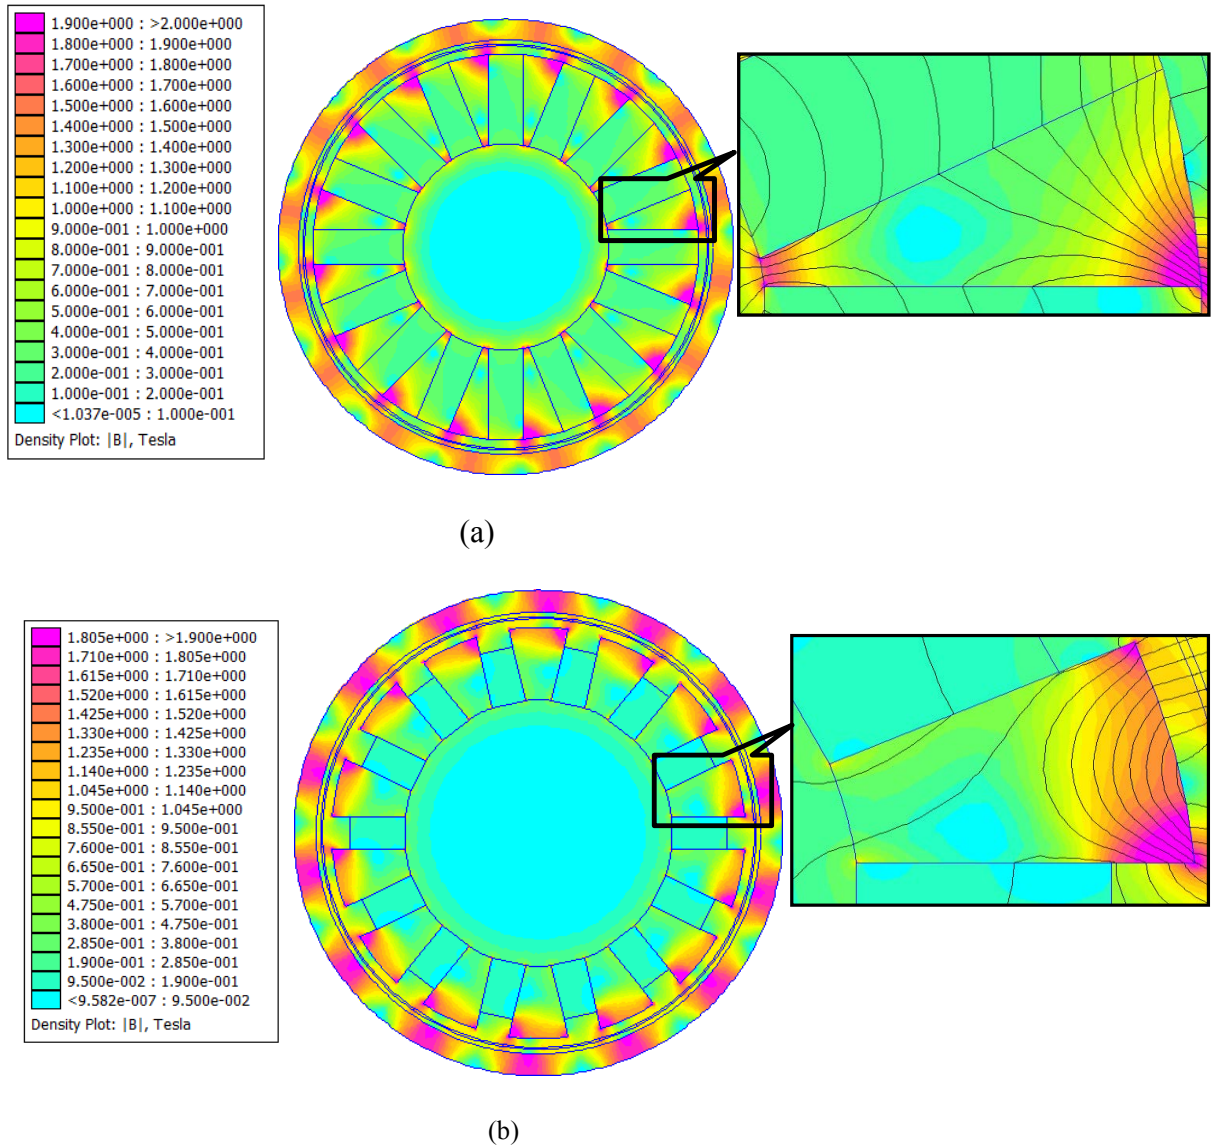 1.900e+000 : >2.000e+000
1.800e+000 : 1.900e+000
1.700e+000 : 1.800e+000
1.600e+000 : 1.700e+000
1.500e+000 : 1.600e+000
1.400e+000 : 1.500e+000
1.300e+000 : 1.400e+000
1.200e+000 : 1.300e+000
1.100e+000 : 1.200e+000
1.000e+000 : 1.100e+000
9.000e-001 : 1.000e+000
8.000e-001 : 9.000e-001
7.000e-001 : 8.000e-001
6.000e-001 : 7.000e-001
5.000e-001 : 6.000e-001
4.000e-001 : 5.000e-001
3.000e-001 : 4.000e-001
2.000e-001 : 3.000e-001
1.000e-001 : 2.000e-001
<1.037e-005 : 1.000e-001
Density Plot: |B|, Tesla
(a)
1.805e+000 : >1.900e+000
1.710e+000 : 1.805e+000
1.615e+000 : 1.710e+000
1.520e+000 : 1.615e+000
1.425e+000 : 1.520e+000
1.330e+000 : 1.425e+000
1.235e+000 : 1.330e+000
1.140e+000 : 1.235e+000
1.045e+000 : 1.140e+000
9.500e-001 : 1.045e+000
8.550e-001 : 9.500e-001
7.600e-001 : 8.550e-001
6.650e-001 : 7.600e-001
5.700e-001 : 6.650e-001
4.750e-001 : 5.700e-001
3.800e-001 : 4.750e-001
2.850e-001 : 3.800e-001
1.900e-001 : 2.850e-001
9.500e-002 : 1.900e-001
<9.582e-007 : 9.500e-002
Density Plot: |B|, Tesla
(b)